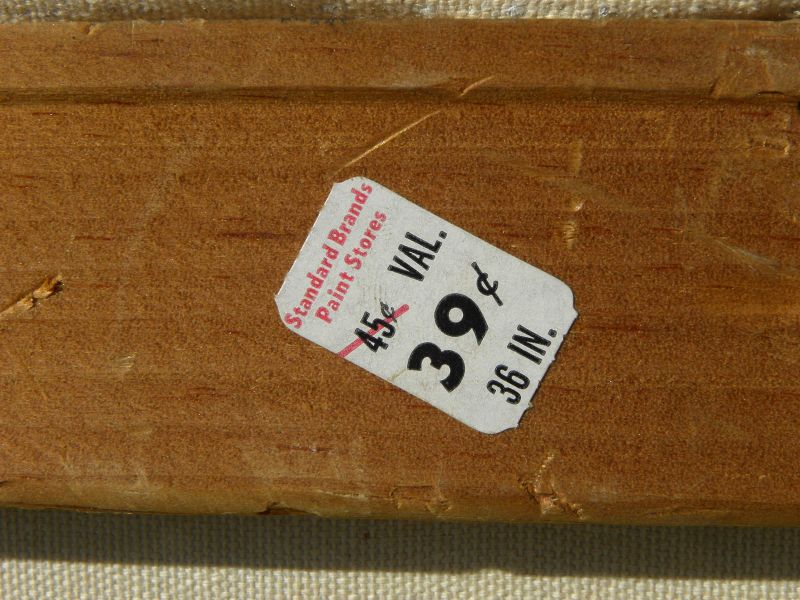 Standard Brands
Paint Stores
45¢ VAL.
39¢
36 IN.